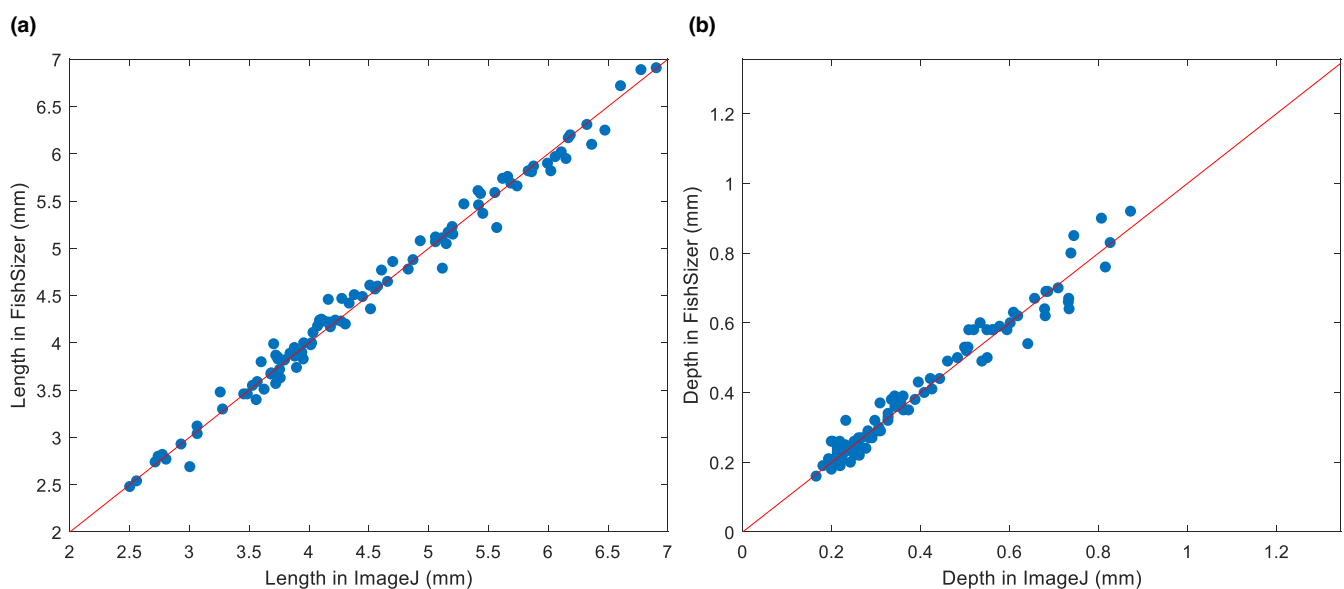 (a)
7
6.5
6
5.5
5
4.5
4
3.5
3
2.5
2
Length in FishSizer (mm)
2 2.5 3 3.5 4 4.5 5 5.5 6 6.5 7
Length in ImageJ (mm)
(b)
1.2
1
0.8
0.6
0.4
0.2
0
Depth in FishSizer (mm)
0 0.2 0.4 0.6 0.8 1 1.2
Depth in ImageJ (mm)